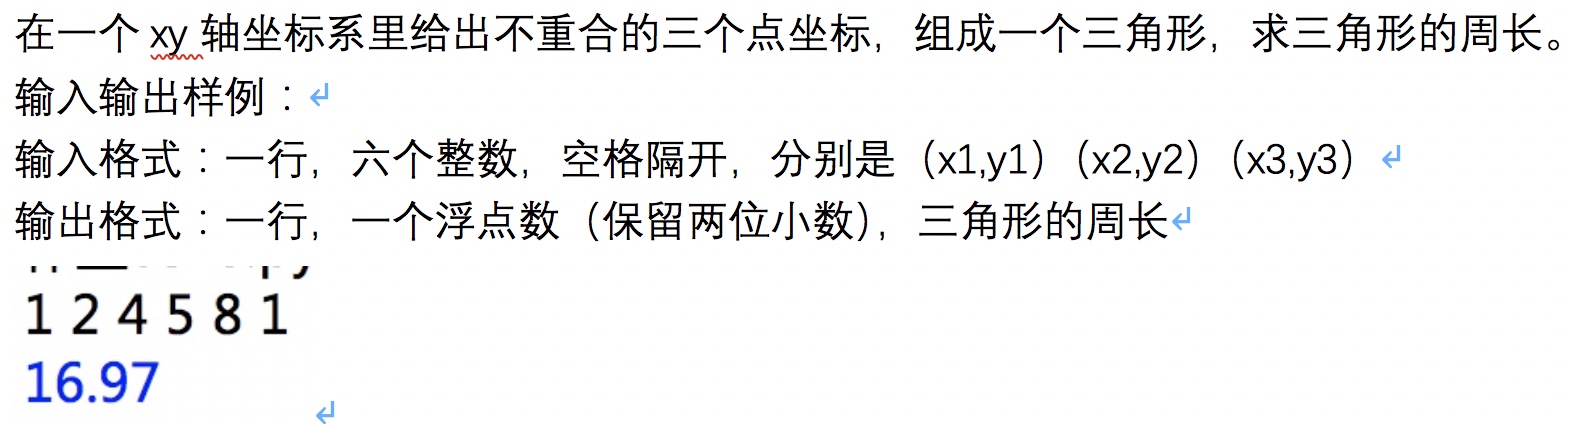 在一个 xy 轴坐标系里给出不重合的三个点坐标，组成一个三角形，求三角形的周长。
输入输出样例：
输入格式：一行，六个整数，空格隔开，分别是（x1,y1）（x2,y2）（x3,y3）
输出格式：一行，一个浮点数（保留两位小数），三角形的周长
1 2 4 5 8 1
16.97